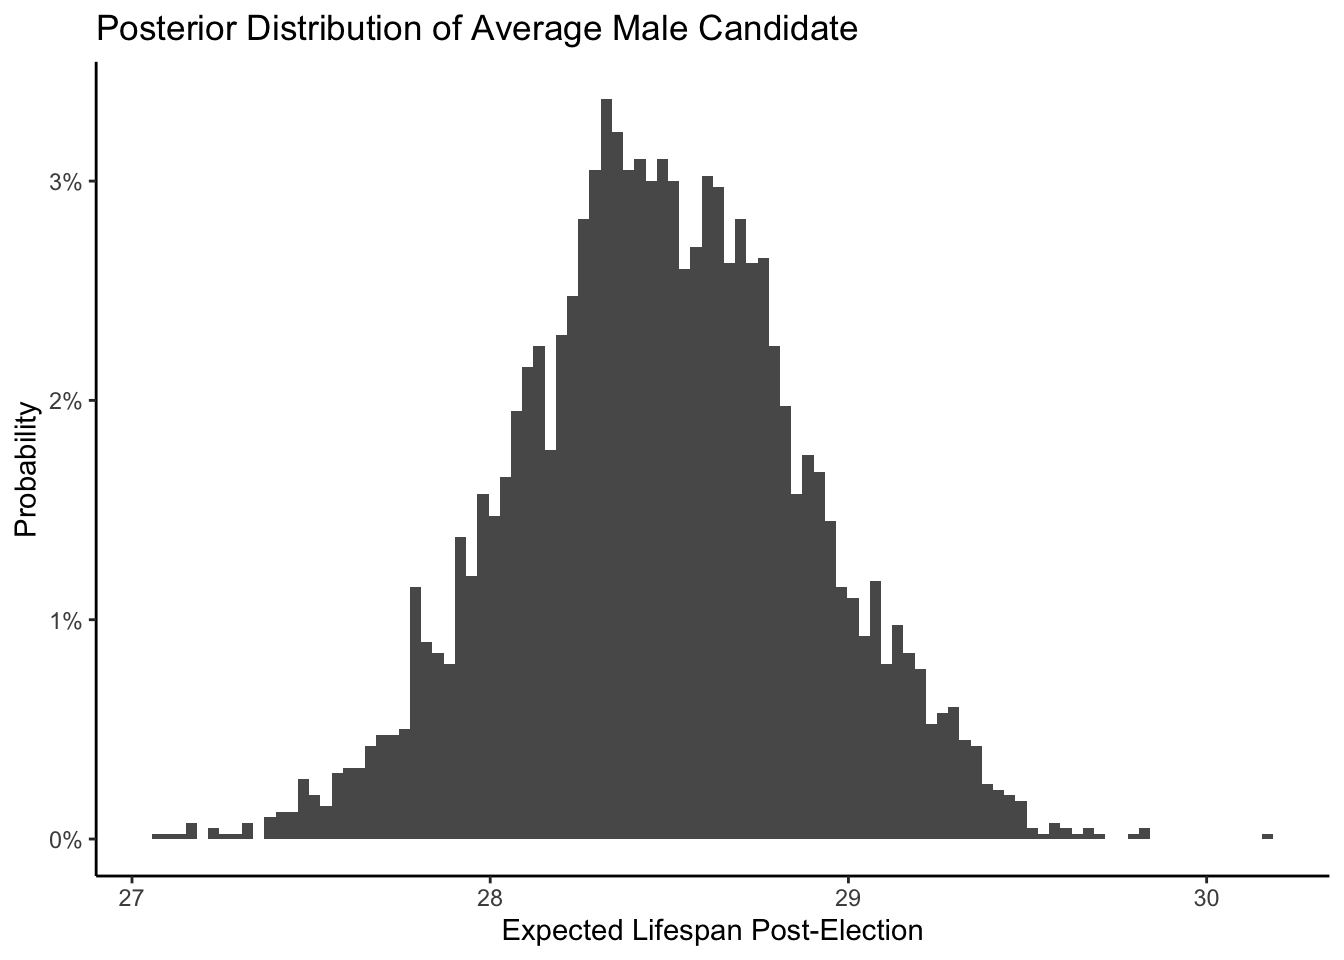 Posterior Distribution of Average Male Candidate
Probability
3%
2%
1%
0%
27
28
29
30
Expected Lifespan Post-Election